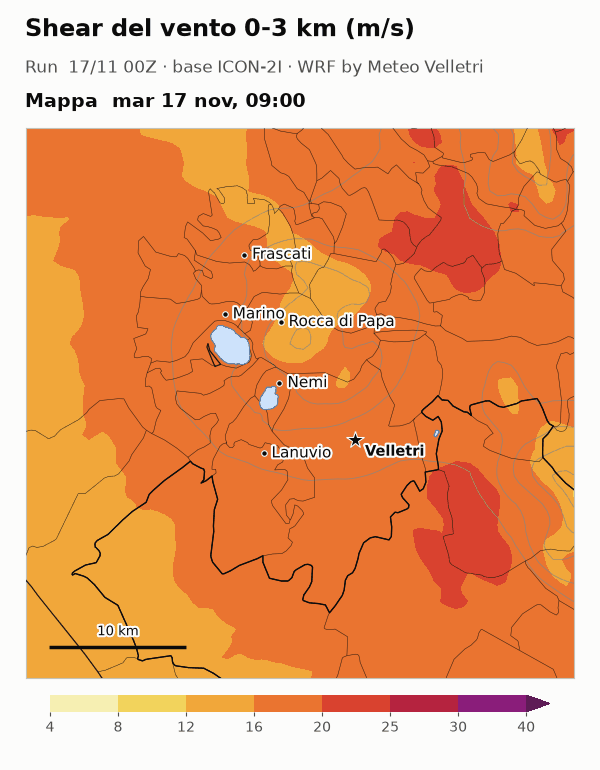 Shear del vento 0-3 km (m/s)
Run  17/11 00Z · base ICON-2I · WRF by Meteo Velletri
Mappa  mar 17 nov, 09:00
Frascati
Marino
Rocca di Papa
Nemi
Velletri
Lanuvio
10 km
4 8 12 16 20 25 30 40